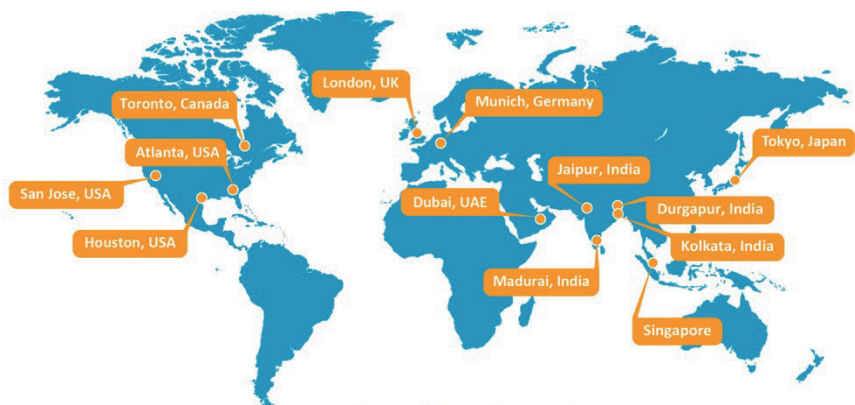 London, UK
Toronto, Canada
Munich, Germany
Atlanta, USA
Tokyo, Japan
Jaipur, India
San Jose, USA
Dubai, UAE
Durgapur, India
Houston, USA
Kolkata, India
Madurai, India
Singapore